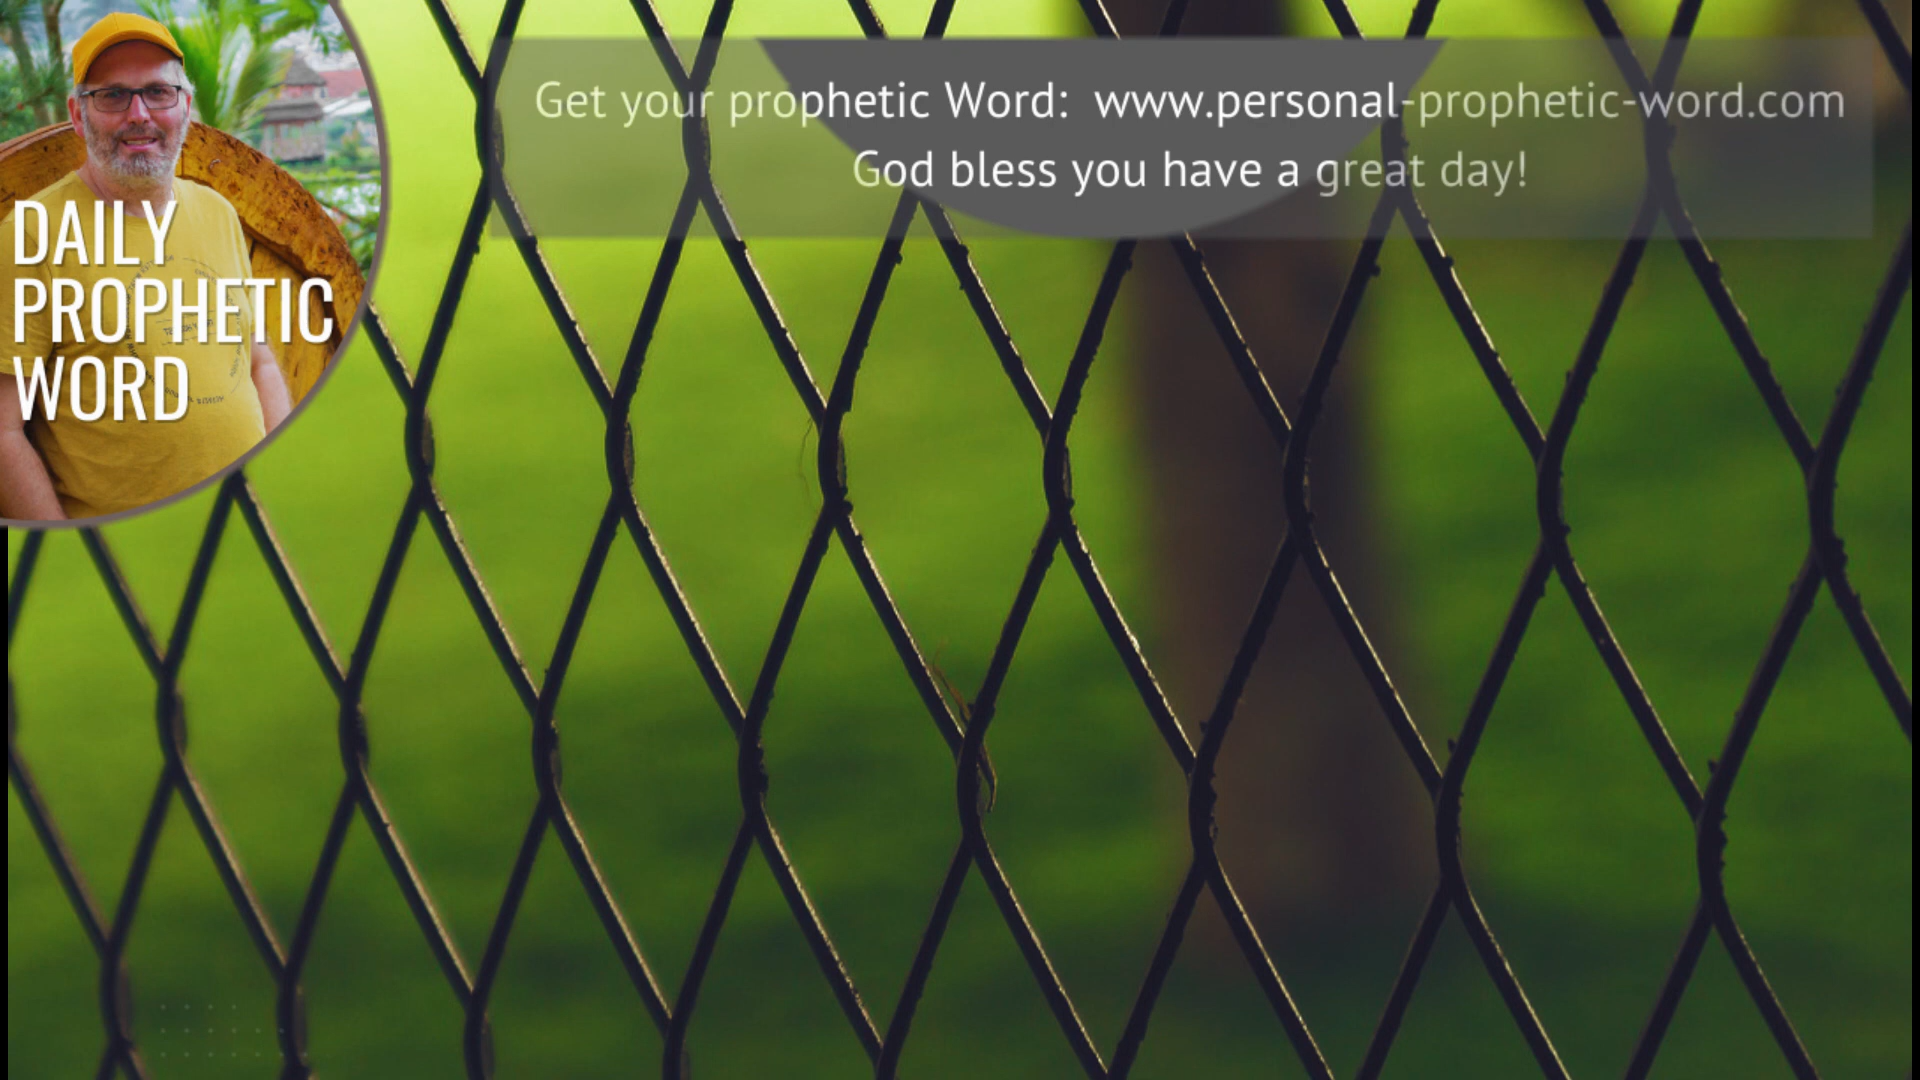 DAILY
PROPHETIC
WORD
Get your prophetic Word: www.personal-prophetic-word.com
God bless you have a great day!